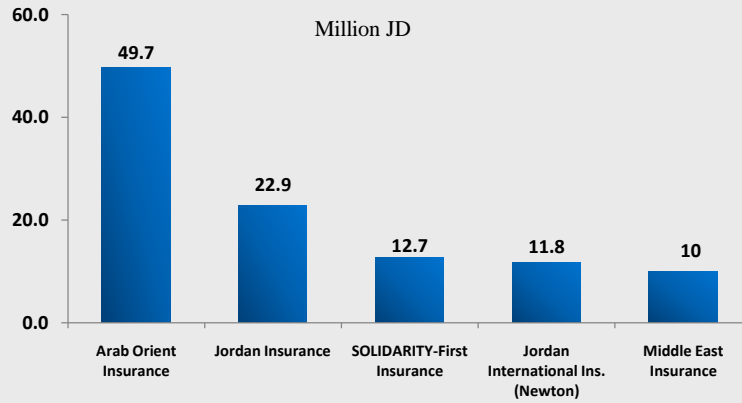 Million JD
60.0
40.0
20.0
0.0
49.7
22.9
12.7
11.8
10
Arab Orient
Insurance
Jordan Insurance
SOLIDARITY-First
Insurance
Jordan
International Ins.
(Newton)
Middle East
Insurance